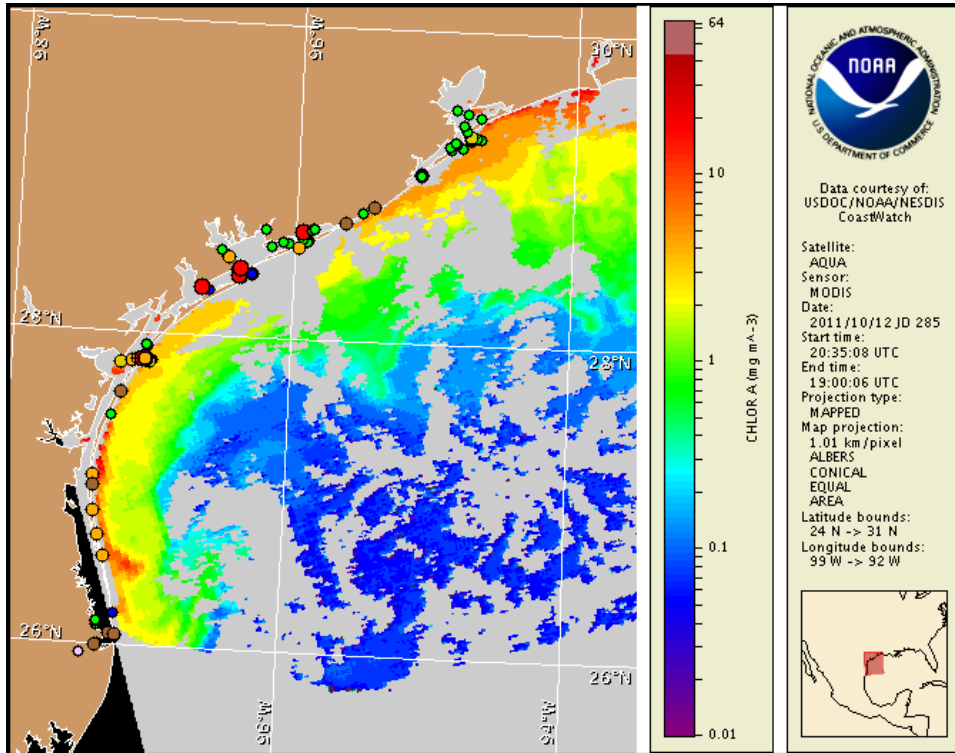 98°W
96°W
30°N
28°N
28°N
26°N
26°N
96°W
94°W
64
10
1
0.1
0.01
CHLOR A (mg m^-3)
NATIONAL OCEANIC AND ATMOSPHERIC ADMINISTRATION
NOAA
U.S. DEPARTMENT OF COMMERCE
Data courtesy of:
USDOC/NOAA/NESDIS
CoastWatch
Satellite:
AQUA
Sensor:
MODIS
Date:
2011/10/12 JD 285
Start time:
20:35:08 UTC
End time:
19:00:06 UTC
Projection type:
MAPPED
Map projection:
1.01 km/pixel
ALBERS
CONICAL
EQUAL
AREA
Latitude bounds:
24 N -> 31 N
Longitude bounds:
99 W -> 92 W